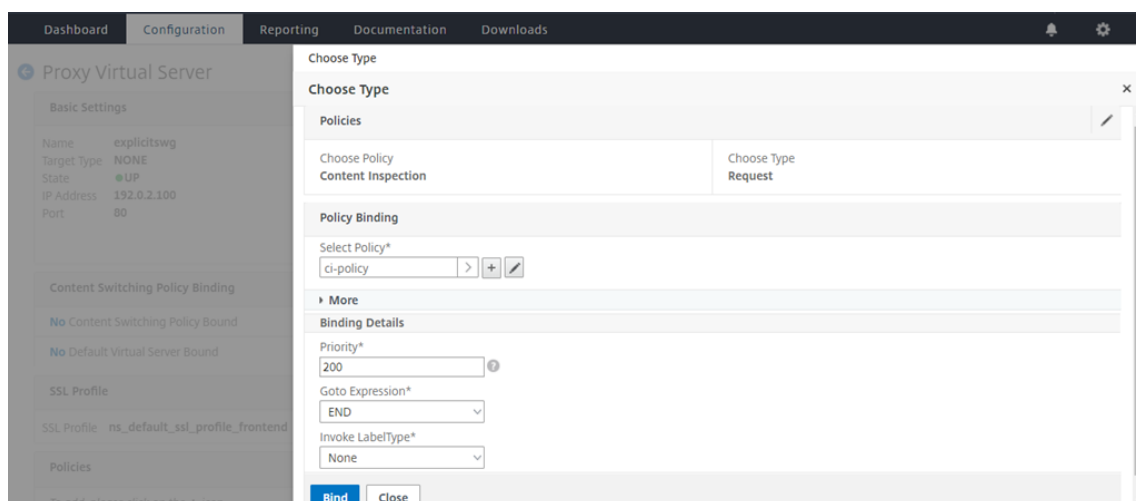 Dashboard Configuration Reporting Documentation Downloads
Proxy Virtual Server
Basic Settings
Name explicitswg
Target Type NONE
State UP
IP Address 192.0.2.100
Port 80
Content Switching Policy Binding
No Content Switching Policy Bound
No Default Virtual Server Bound
SSL Profile
SSL Profile ns_default_ssl_profile_frontend
Policies
Choose Type
Choose Type
Policies
Choose Policy Choose Type
Content Inspection Request
Policy Binding
Select Policy*
ci-policy
More
Binding Details
Priority*
200
Goto Expression*
END
Invoke LabelType*
None
Bind Close